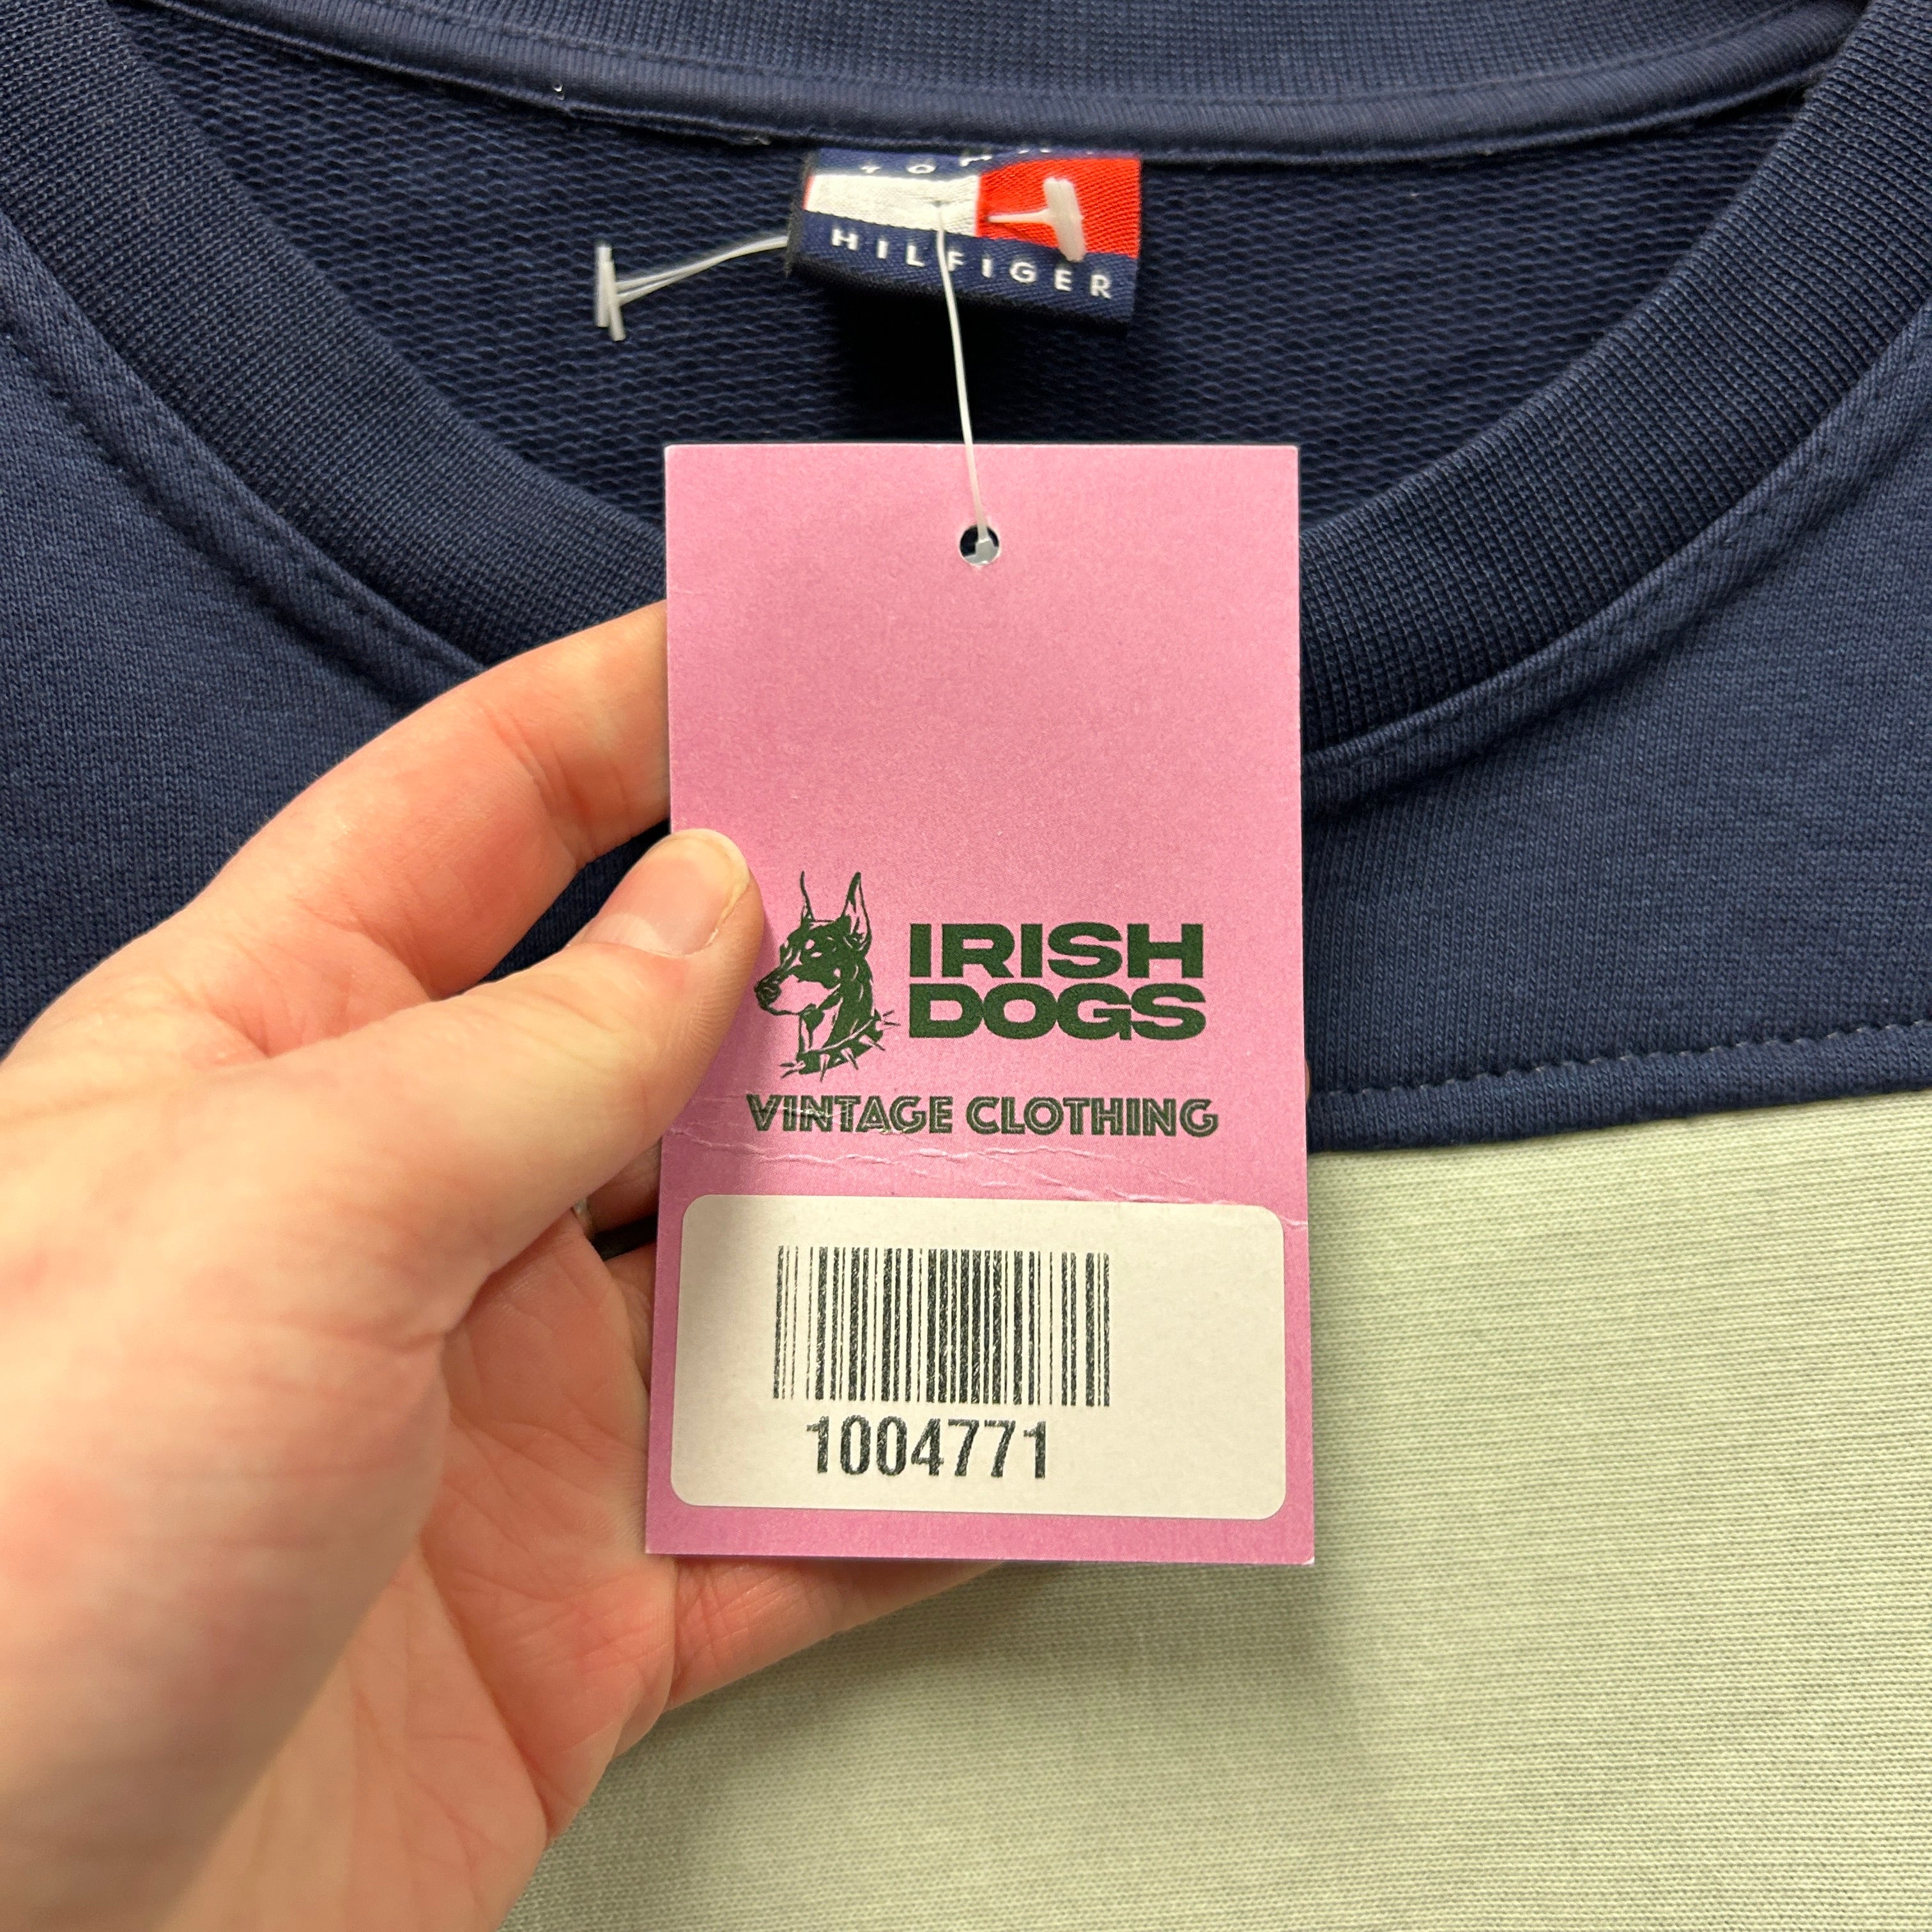 HILFIGER
IRISH
DOGS
VINTAGE CLOTHING
1004771